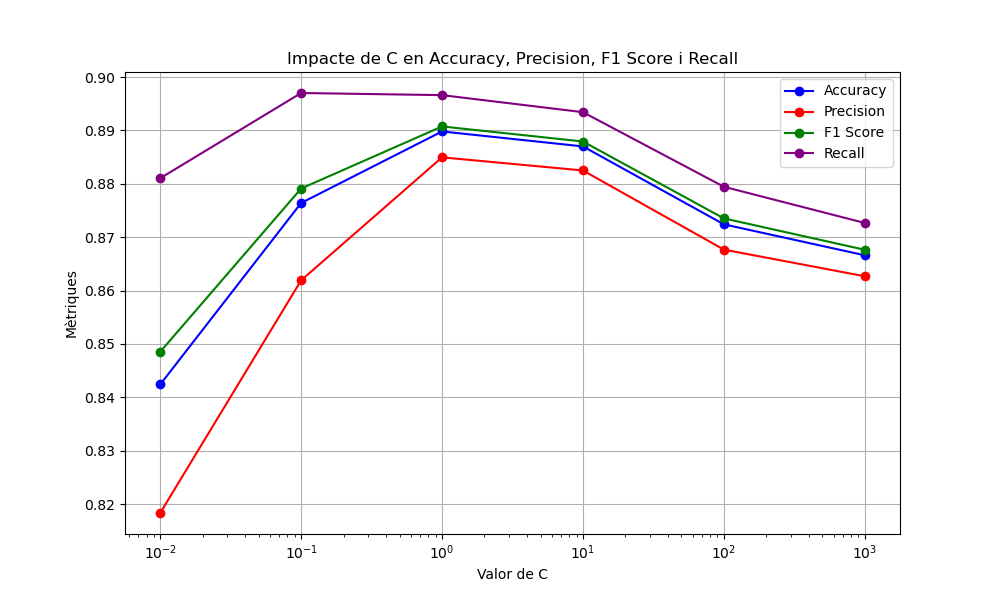 Impacte de C en Accuracy, Precision, F1 Score i Recall
Accuracy
Precision
F1 Score
Recall
Mètriques
0.90
0.89
0.88
0.87
0.86
0.85
0.84
0.83
0.82
10⁻² 10⁻¹ 10⁰ 10¹ 10² 10³
Valor de C